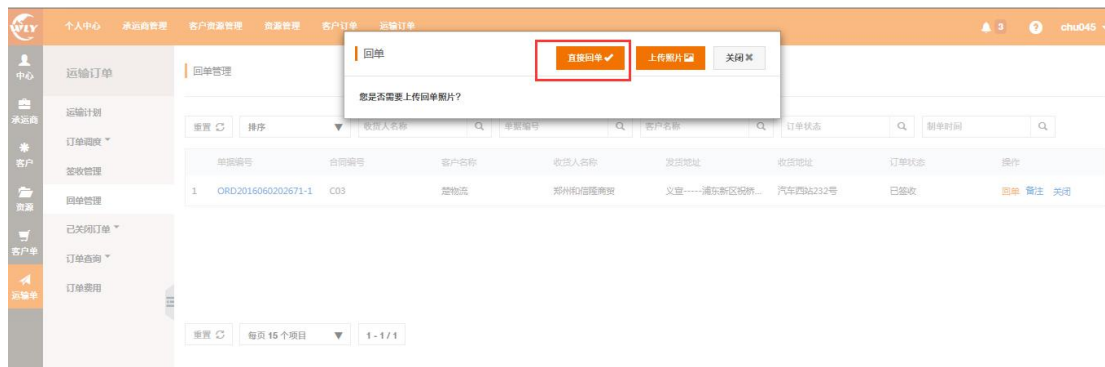 WLY
个人中心 承运商管理 客户资源管理 资源管理 客户订单 运输订单 3 chu045
中心
承运商
客户
资源
客户单
运输单
运输订单
运输计划
订单调度
签收管理
回单管理
已关闭订单
订单查询
订单费用
回单管理
回单 直接回单 上传照片 关闭
您是否需要上传回单照片?
重置 排序 收货人名称 单据编号 客户名称 订单状态 制单时间
单据编号 合同编号 客户名称 收货人名称 发货地址 收货地址 订单状态 操作
1 ORD2016060202671-1 C03 楚物流 郑州和信隆商贸 义宣-----浦东新区祝桥... 汽车西站232号 已签收 回单 备注 关闭
重置 每页 15 个项目 1 - 1 / 1